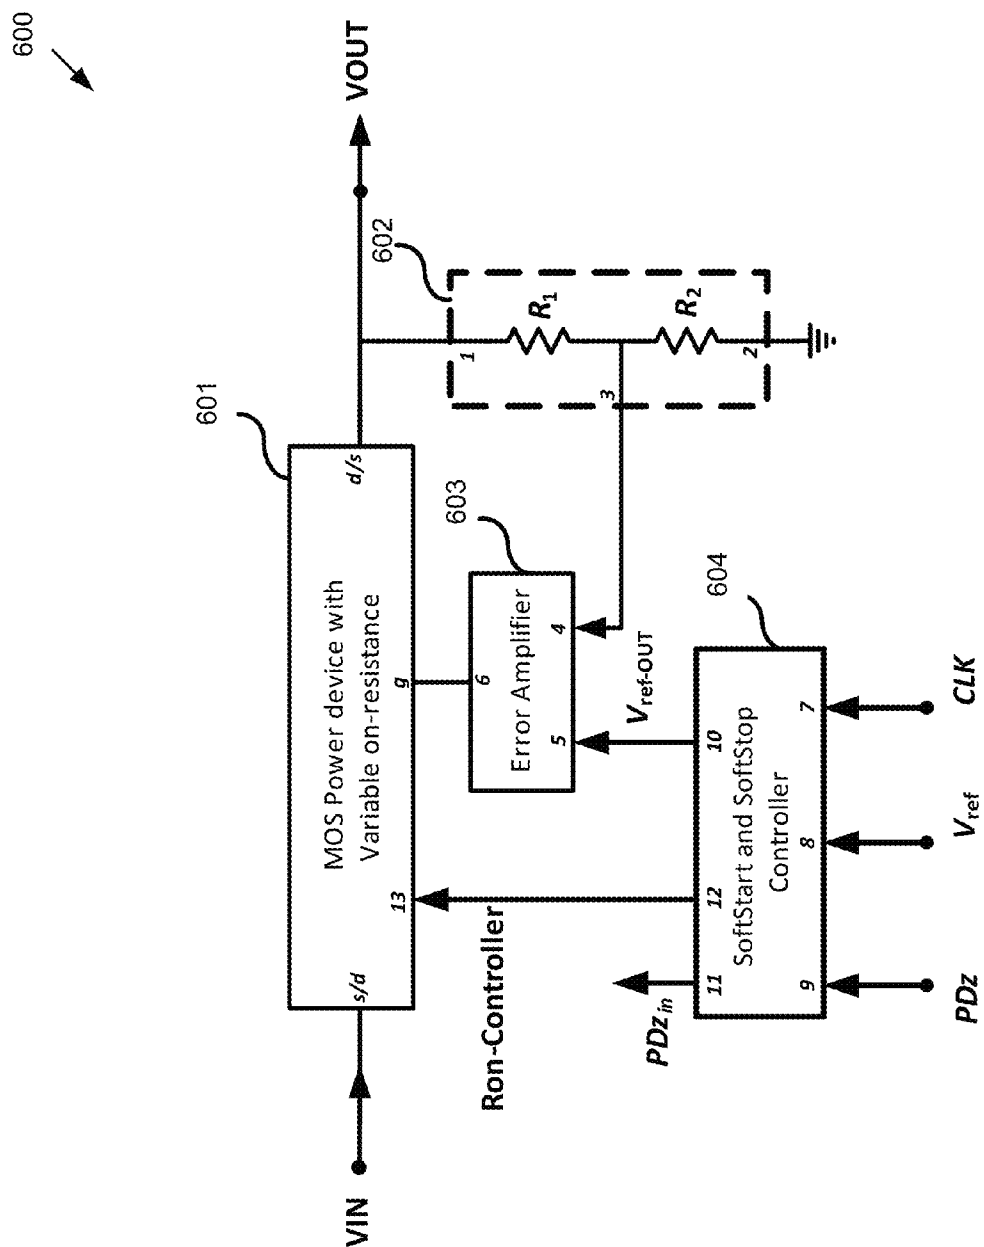 600
VIN
VOUT
601
s/d
MOS Power device with
Variable on-resistance
d/s
13
g
602
1
R1
3
R2
2
603
6
Error Amplifier
5
4
Ron-Controller
PDzin
Vref-OUT
604
11
12
10
SoftStart and SoftStop
Controller
9
8
7
PDz
Vref
CLK